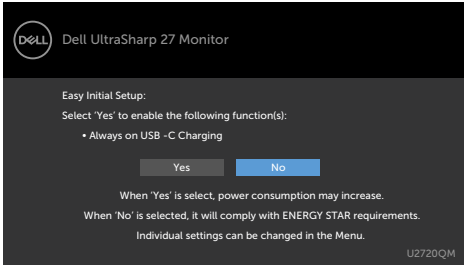 DELL Dell UltraSharp 27 Monitor
Easy Initial Setup:
Select ‘Yes’ to enable the following function(s):
• Always on USB -C Charging
Yes No
When ‘Yes’ is select, power consumption may increase.
When ‘No’ is selected, it will comply with ENERGY STAR requirements.
Individual settings can be changed in the Menu.
U2720QM